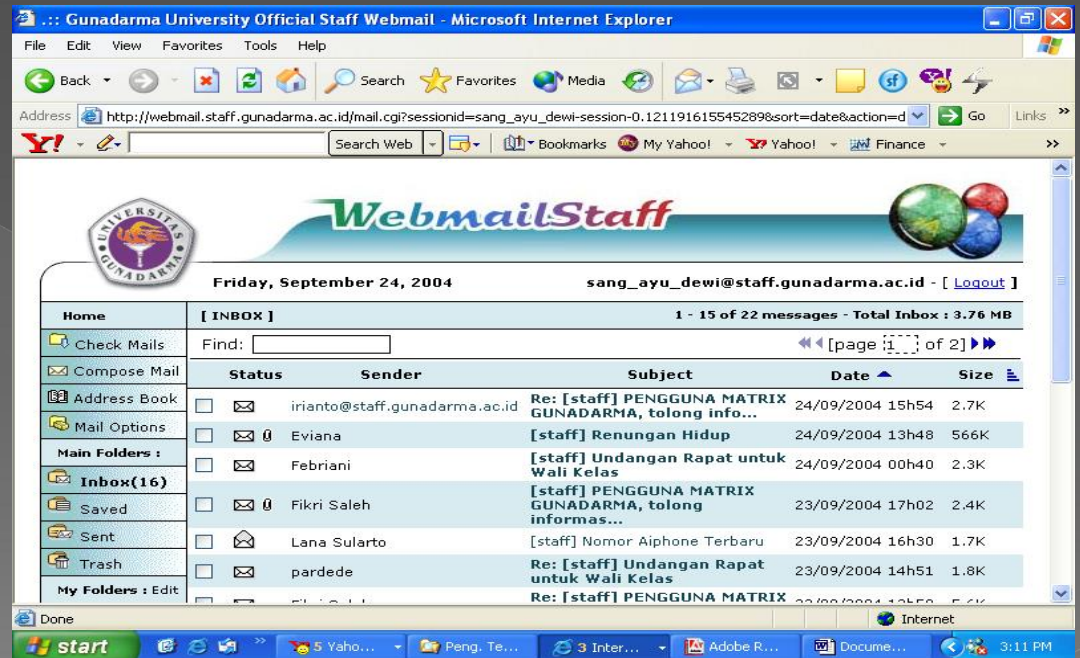 .:: Gunadarma University Official Staff Webmail - Microsoft Internet Explorer
File Edit View Favorites Tools Help
Back Search Favorites Media
Address http://webmail.staff.gunadarma.ac.id/mail.cgi?sessionid=sang_ayu_dewi-session-0.121191615545289&sort=date&action=d Go Links »
Y! Search Web Bookmarks My Yahoo! Yahoo! Finance »
UNIVERSITAS GUNADARMA
WebmailStaff
Friday, September 24, 2004 sang_ayu_dewi@staff.gunadarma.ac.id - [ Logout ]
Home [ INBOX ] 1 - 15 of 22 messages - Total Inbox : 3.76 MB
Check Mails Find: [page 1 of 2]
Compose Mail Status Sender Subject Date Size
Address Book irianto@staff.gunadarma.ac.id Re: [staff] PENGGUNA MATRIX GUNADARMA, tolong info... 24/09/2004 15h54 2.7K
Mail Options Eviana [staff] Renungan Hidup 24/09/2004 13h48 566K
Main Folders : Febriani [staff] Undangan Rapat untuk Wali Kelas 24/09/2004 00h40 2.3K
Inbox(16)
Saved Fikri Saleh [staff] PENGGUNA MATRIX GUNADARMA, tolong informas... 23/09/2004 17h02 2.4K
Sent Lana Sularto [staff] Nomor Aiphone Terbaru 23/09/2004 16h30 1.7K
Trash pardede Re: [staff] Undangan Rapat untuk Wali Kelas 23/09/2004 14h51 1.8K
My Folders : Edit Re: [staff] PENGGUNA MATRIX
Done Internet
start » 5 Yaho... Peng. Te... 3 Inter... Adobe R... Docume... 3:11 PM